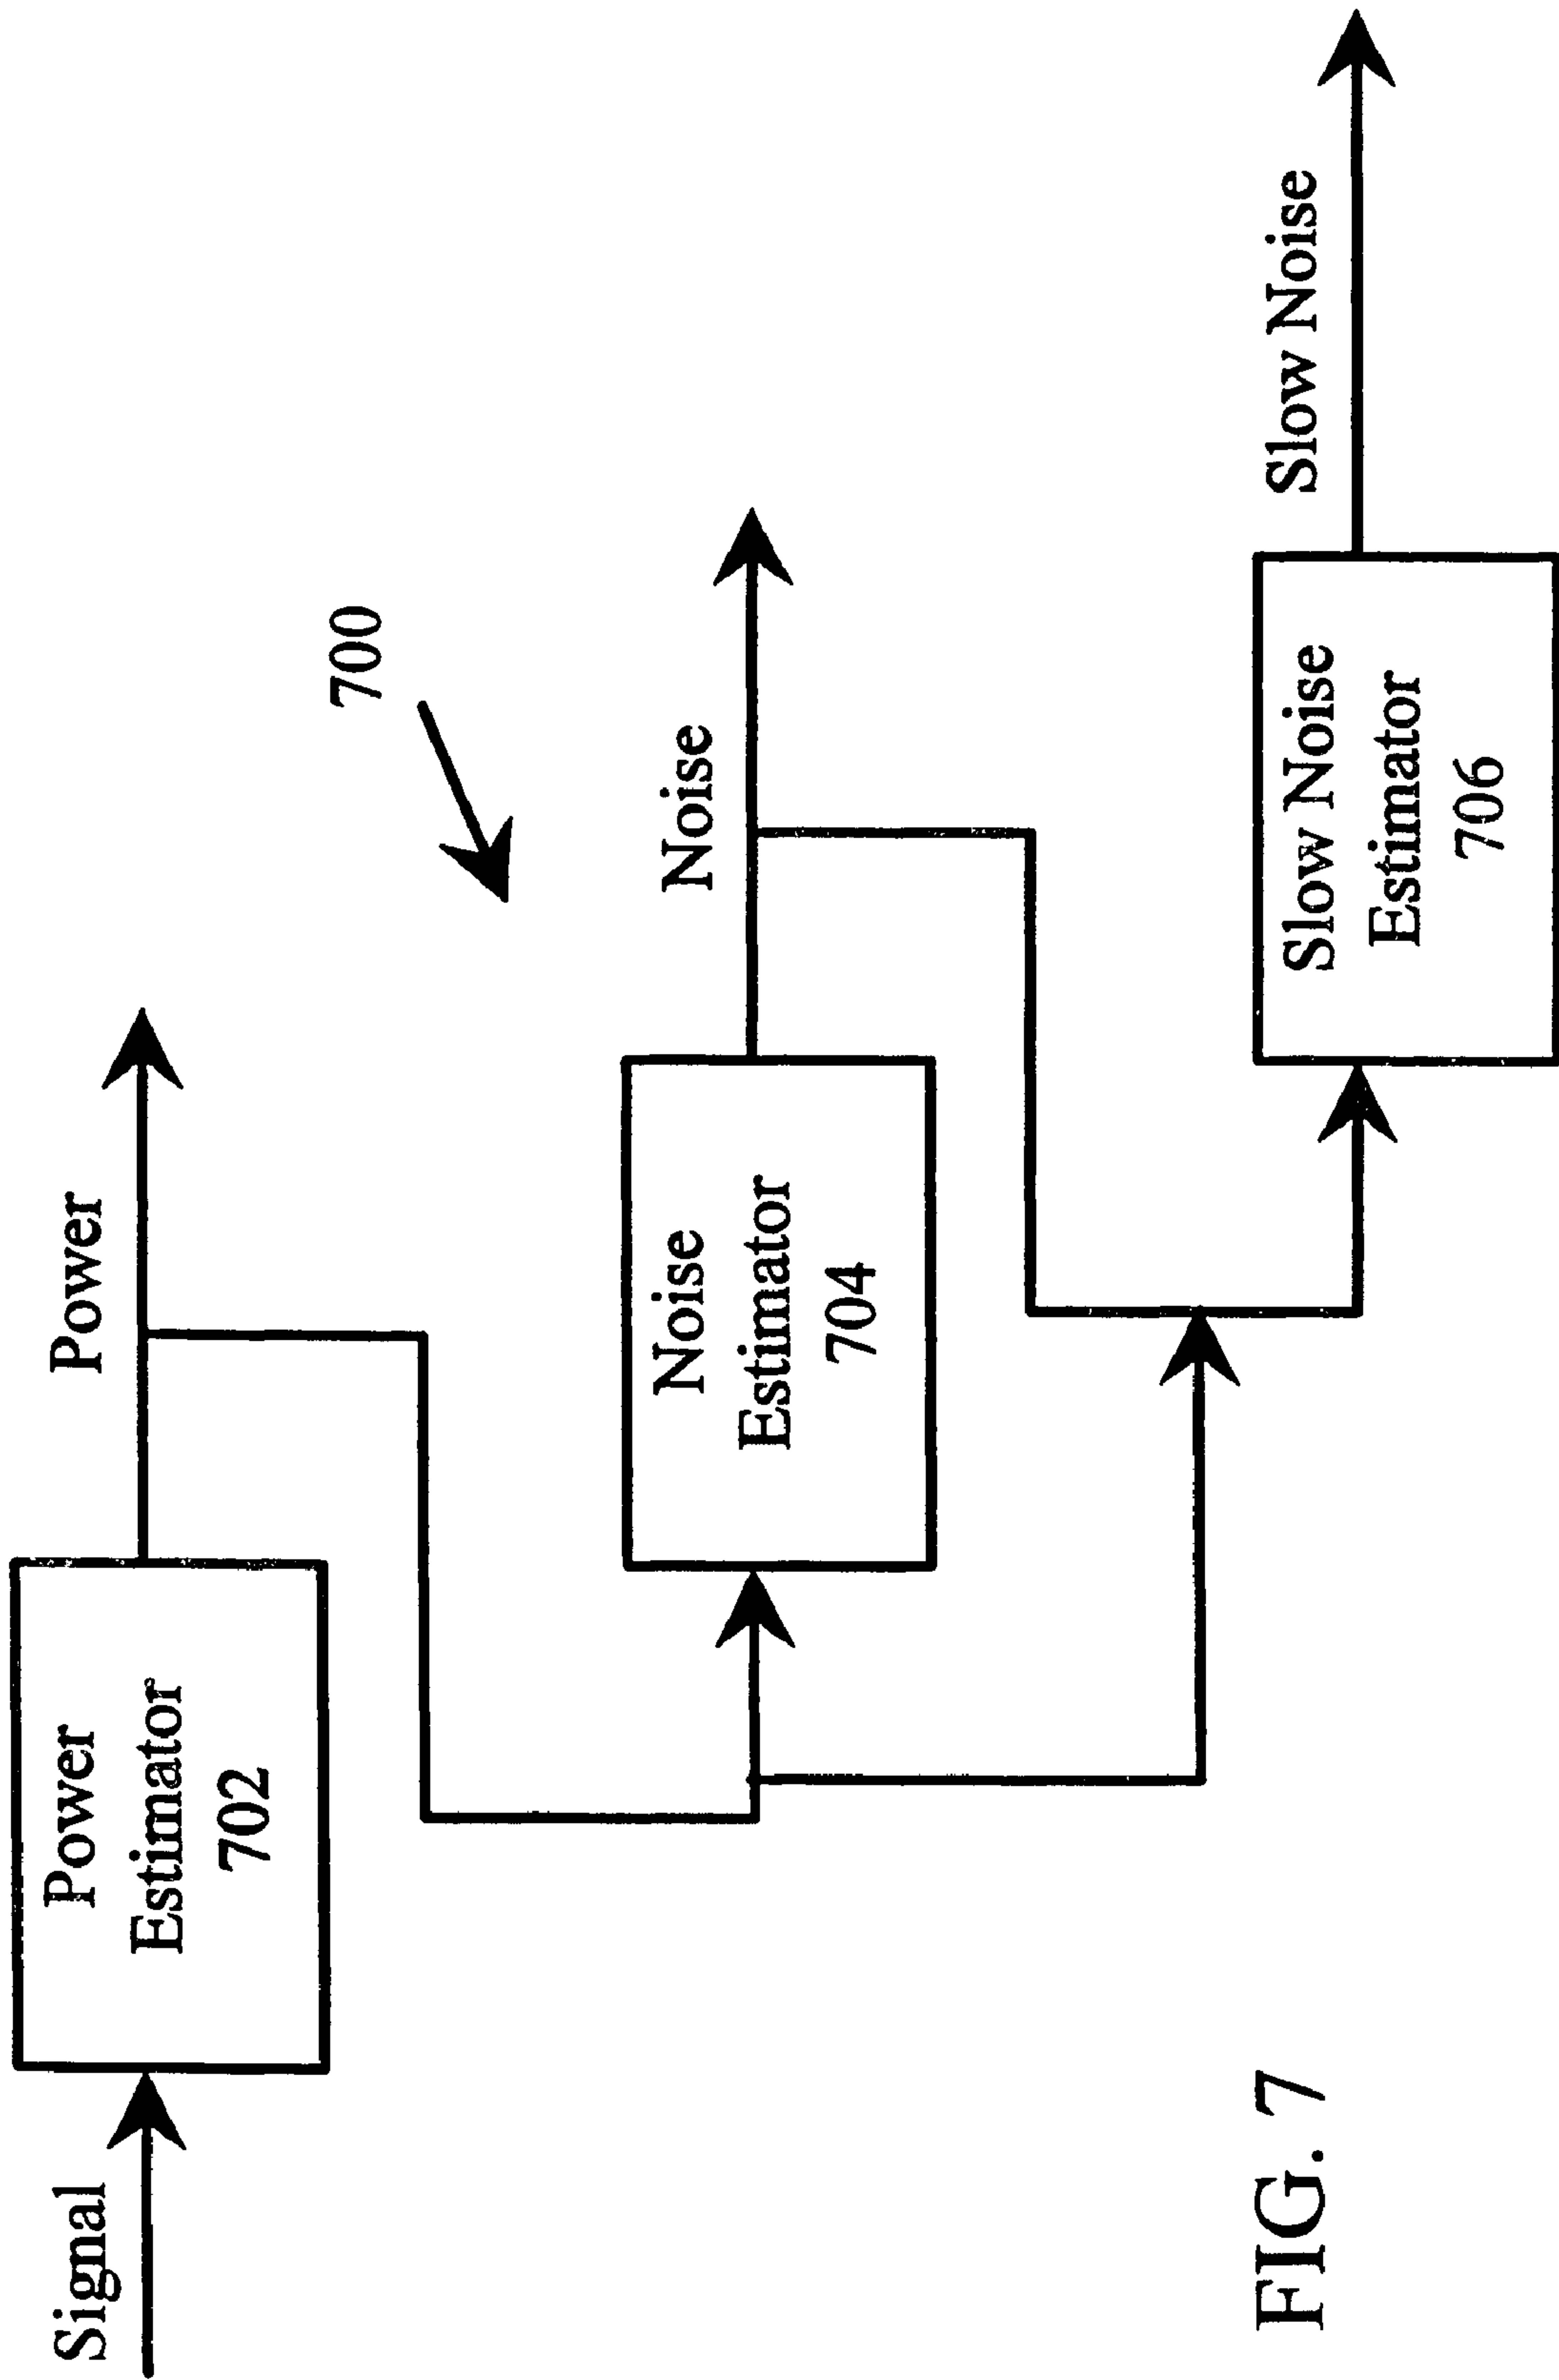 Signal
Power
Estimator
702
Power
700
Noise
Estimator
704
Noise
Slow Noise
Estimator
706
Slow Noise
FIG. 7